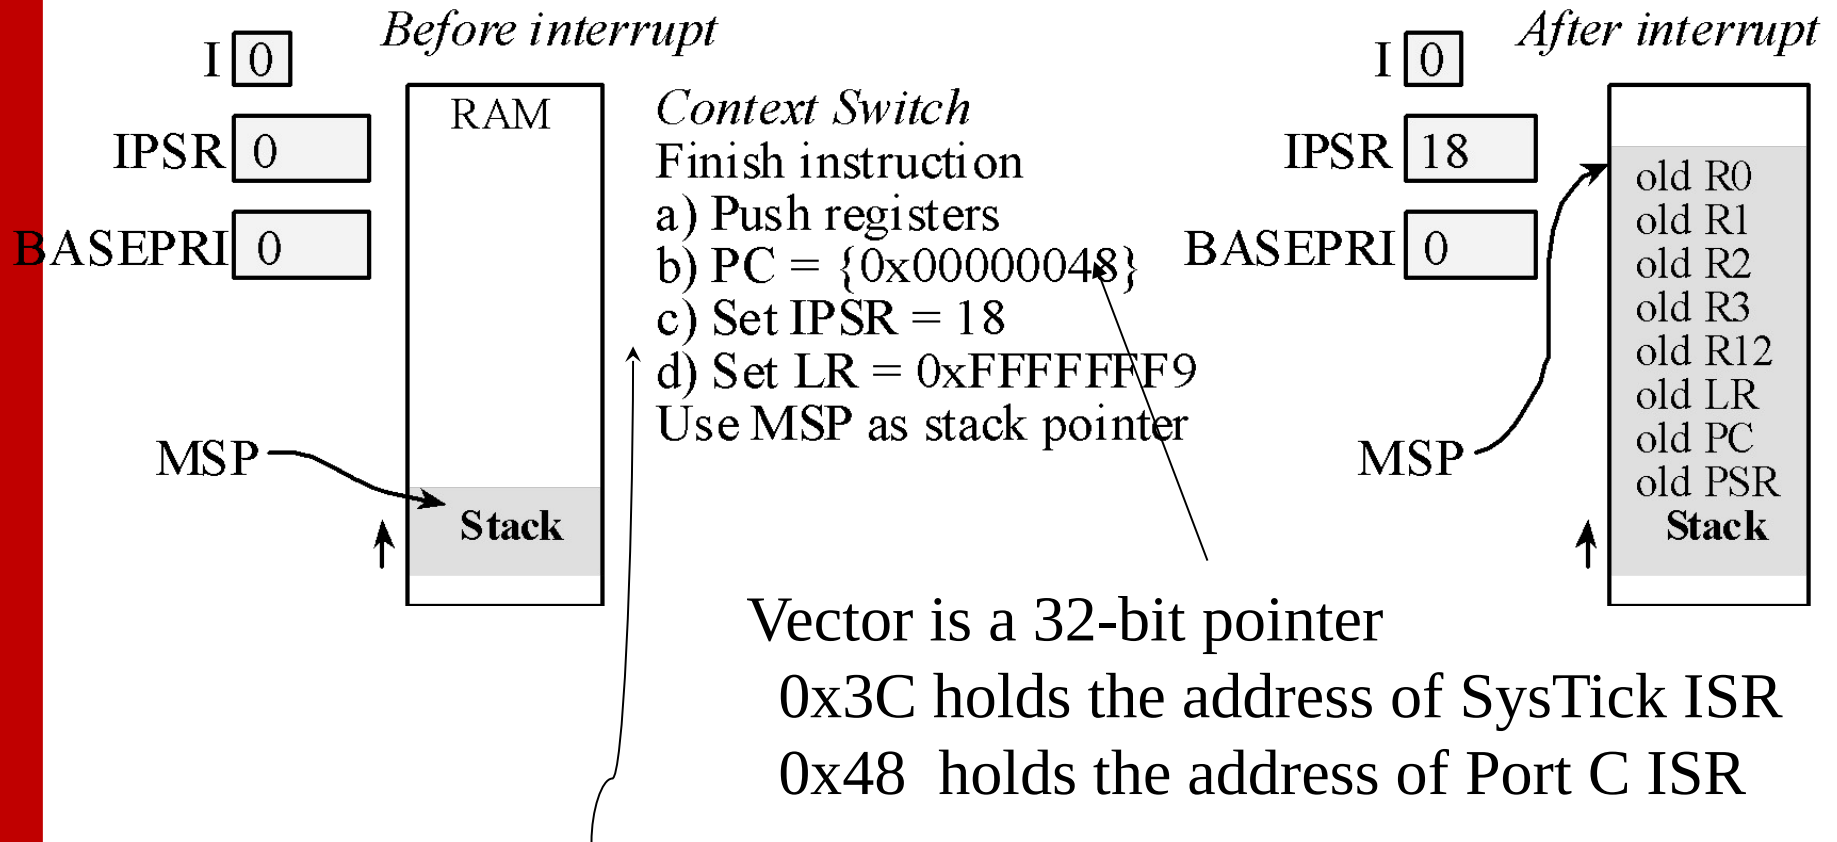 Before interrupt
I 0
IPSR 0
BASEPRI 0
RAM
MSP
Stack
Context Switch
Finish instruction
a) Push registers
b) PC = {0x00000048}
c) Set IPSR = 18
d) Set LR = 0xFFFFFFF9
Use MSP as stack pointer
After interrupt
I 0
IPSR 18
BASEPRI 0
MSP
old R0
old R1
old R2
old R3
old R12
old LR
old PC
old PSR
Stack
Vector is a 32-bit pointer
0x3C holds the address of SysTick ISR
0x48 holds the address of Port C ISR